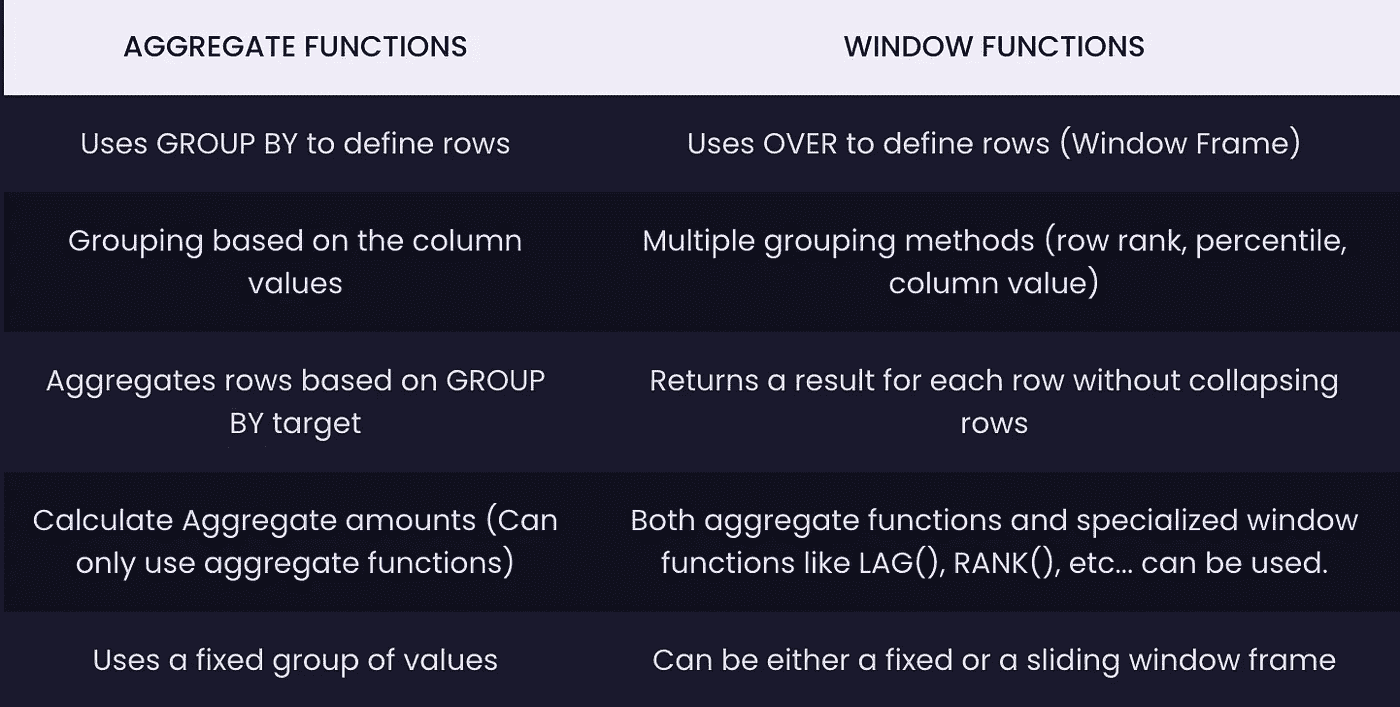 AGGREGATE FUNCTIONS
WINDOW FUNCTIONS
Uses GROUP BY to define rows
Uses OVER to define rows (Window Frame)
Grouping based on the column
values
Multiple grouping methods (row rank, percentile,
column value)
Aggregates rows based on GROUP
BY target
Returns a result for each row without collapsing
rows
Calculate Aggregate amounts (Can
only use aggregate functions)
Both aggregate functions and specialized window
functions like LAG(), RANK(), etc... can be used.
Uses a fixed group of values
Can be either a fixed or a sliding window frame